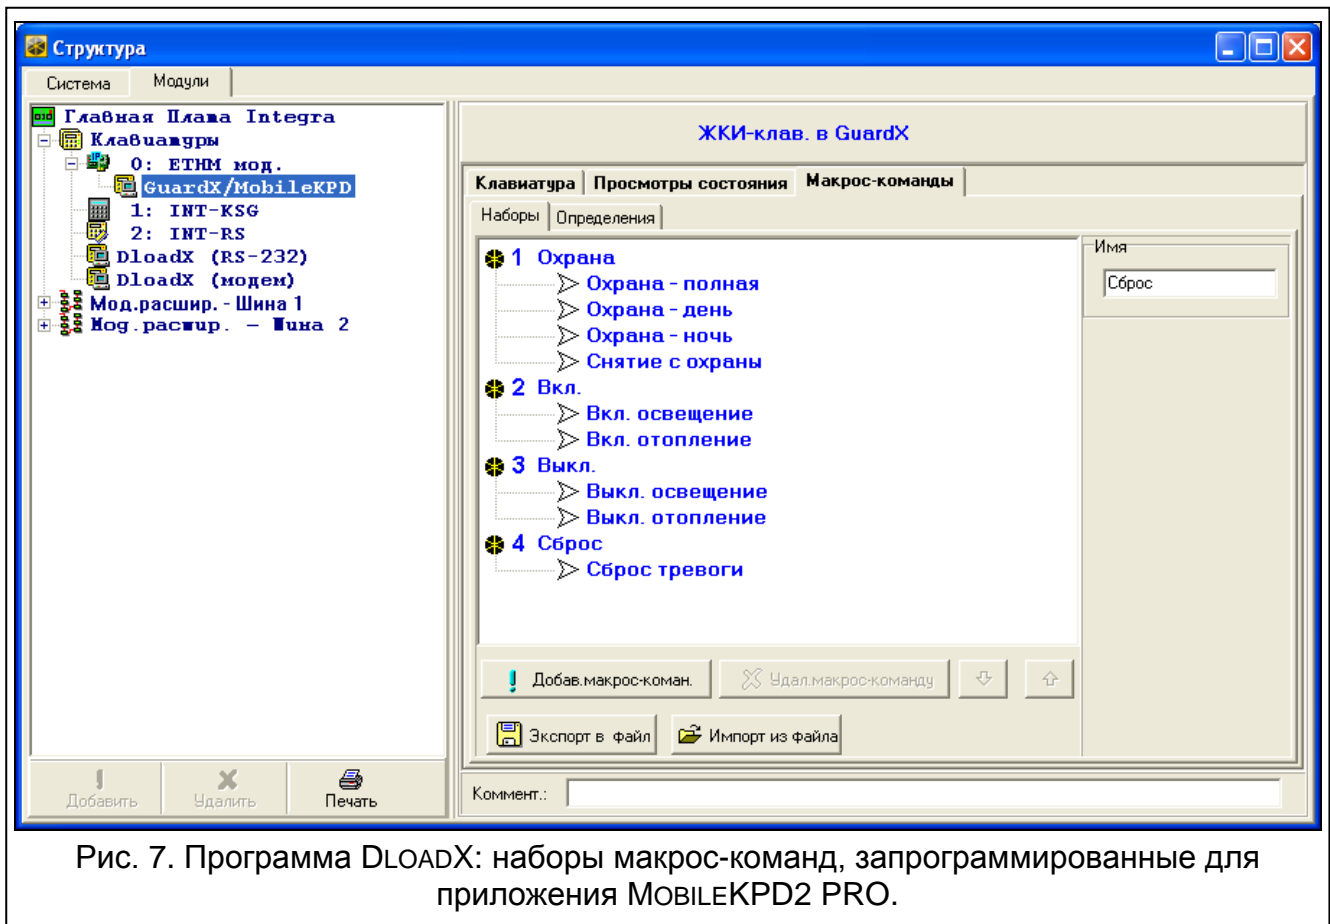 Структура
Система Модули
Главная Плата Integra
Клавиатуры
0: ETHM мод.
GuardX/MobileKPD
1: INT-KSG
2: INT-RS
DloadX (RS-232)
DloadX (модем)
Мод.расшир. - Шина 1
Мод.расшир. – Шина 2
Добавить Удалить Печать
ЖКИ-клав. в GuardX
Клавиатура Просмотры состояния Макрос-команды
Наборы Определения
1 Охрана
Охрана - полная
Охрана - день
Охрана - ночь
Снятие с охраны
2 Вкл.
Вкл. освещение
Вкл. отопление
3 Выкл.
Выкл. освещение
Выкл. отопление
4 Сброс
Сброс тревоги
Имя
Сброс
Добав.макрос-коман. Удал.макрос-команду
Экспорт в файл Импорт из файла
Коммент.:
Рис. 7. Программа DLOADX: наборы макрос-команд, запрограммированные для
приложения MOBILEKPD2 PRO.